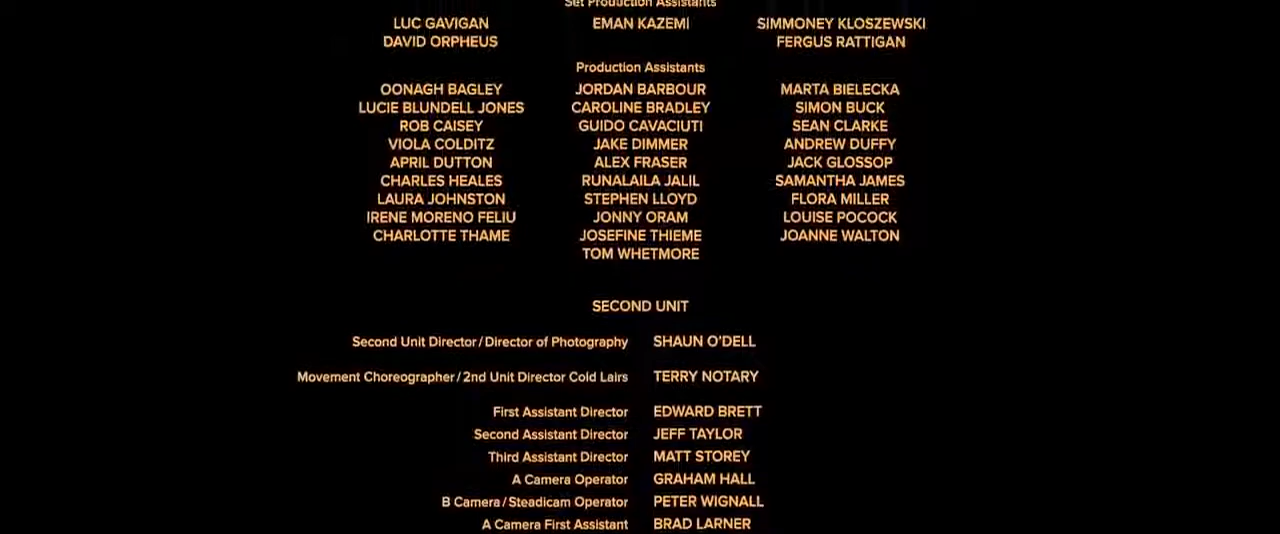 Set Production Assistants
LUC GAVIGAN EMAN KAZEMI SIMMONEY KLOSZEWSKI
DAVID ORPHEUS FERGUS RATTIGAN
Production Assistants
OONAGH BAGLEY JORDAN BARBOUR MARTA BIELECKA
LUCIE BLUNDELL JONES CAROLINE BRADLEY SIMON BUCK
ROB CAISEY GUIDO CAVACIUTI SEAN CLARKE
VIOLA COLDITZ JAKE DIMMER ANDREW DUFFY
APRIL DUTTON ALEX FRASER JACK GLOSSOP
CHARLES HEALES RUNALAILA JALIL SAMANTHA JAMES
LAURA JOHNSTON STEPHEN LLOYD FLORA MILLER
IRENE MORENO FELIU JONNY ORAM LOUISE POCOCK
CHARLOTTE THAME JOSEFINE THIEME JOANNE WALTON
TOM WHETMORE
SECOND UNIT
Second Unit Director/Director of Photography SHAUN O'DELL
Movement Choreographer/2nd Unit Director Cold Lairs TERRY NOTARY
First Assistant Director EDWARD BRETT
Second Assistant Director JEFF TAYLOR
Third Assistant Director MATT STOREY
A Camera Operator GRAHAM HALL
B Camera/Steadicam Operator PETER WIGNALL
A Camera First Assistant BRAD LARNER